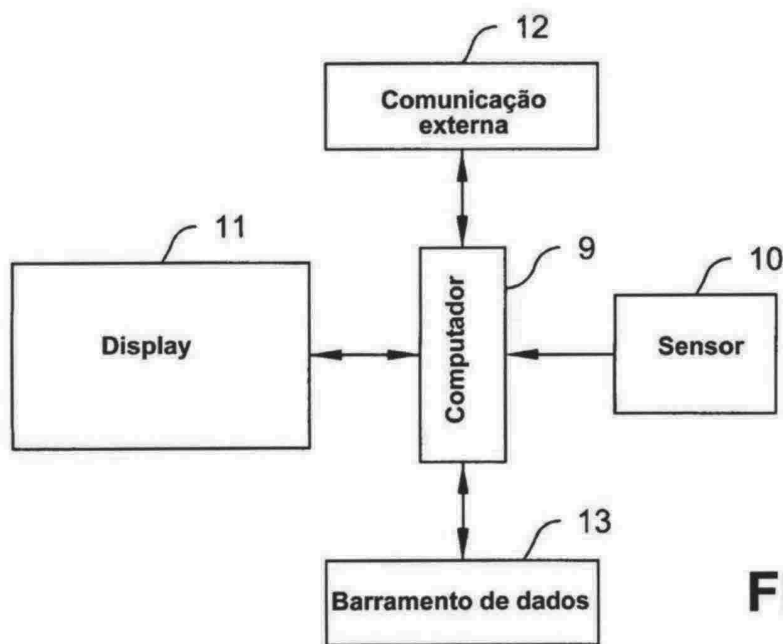 12
Comunicação
externa
11
9
10
Display
Computador
Sensor
13
Barramento de dados
F